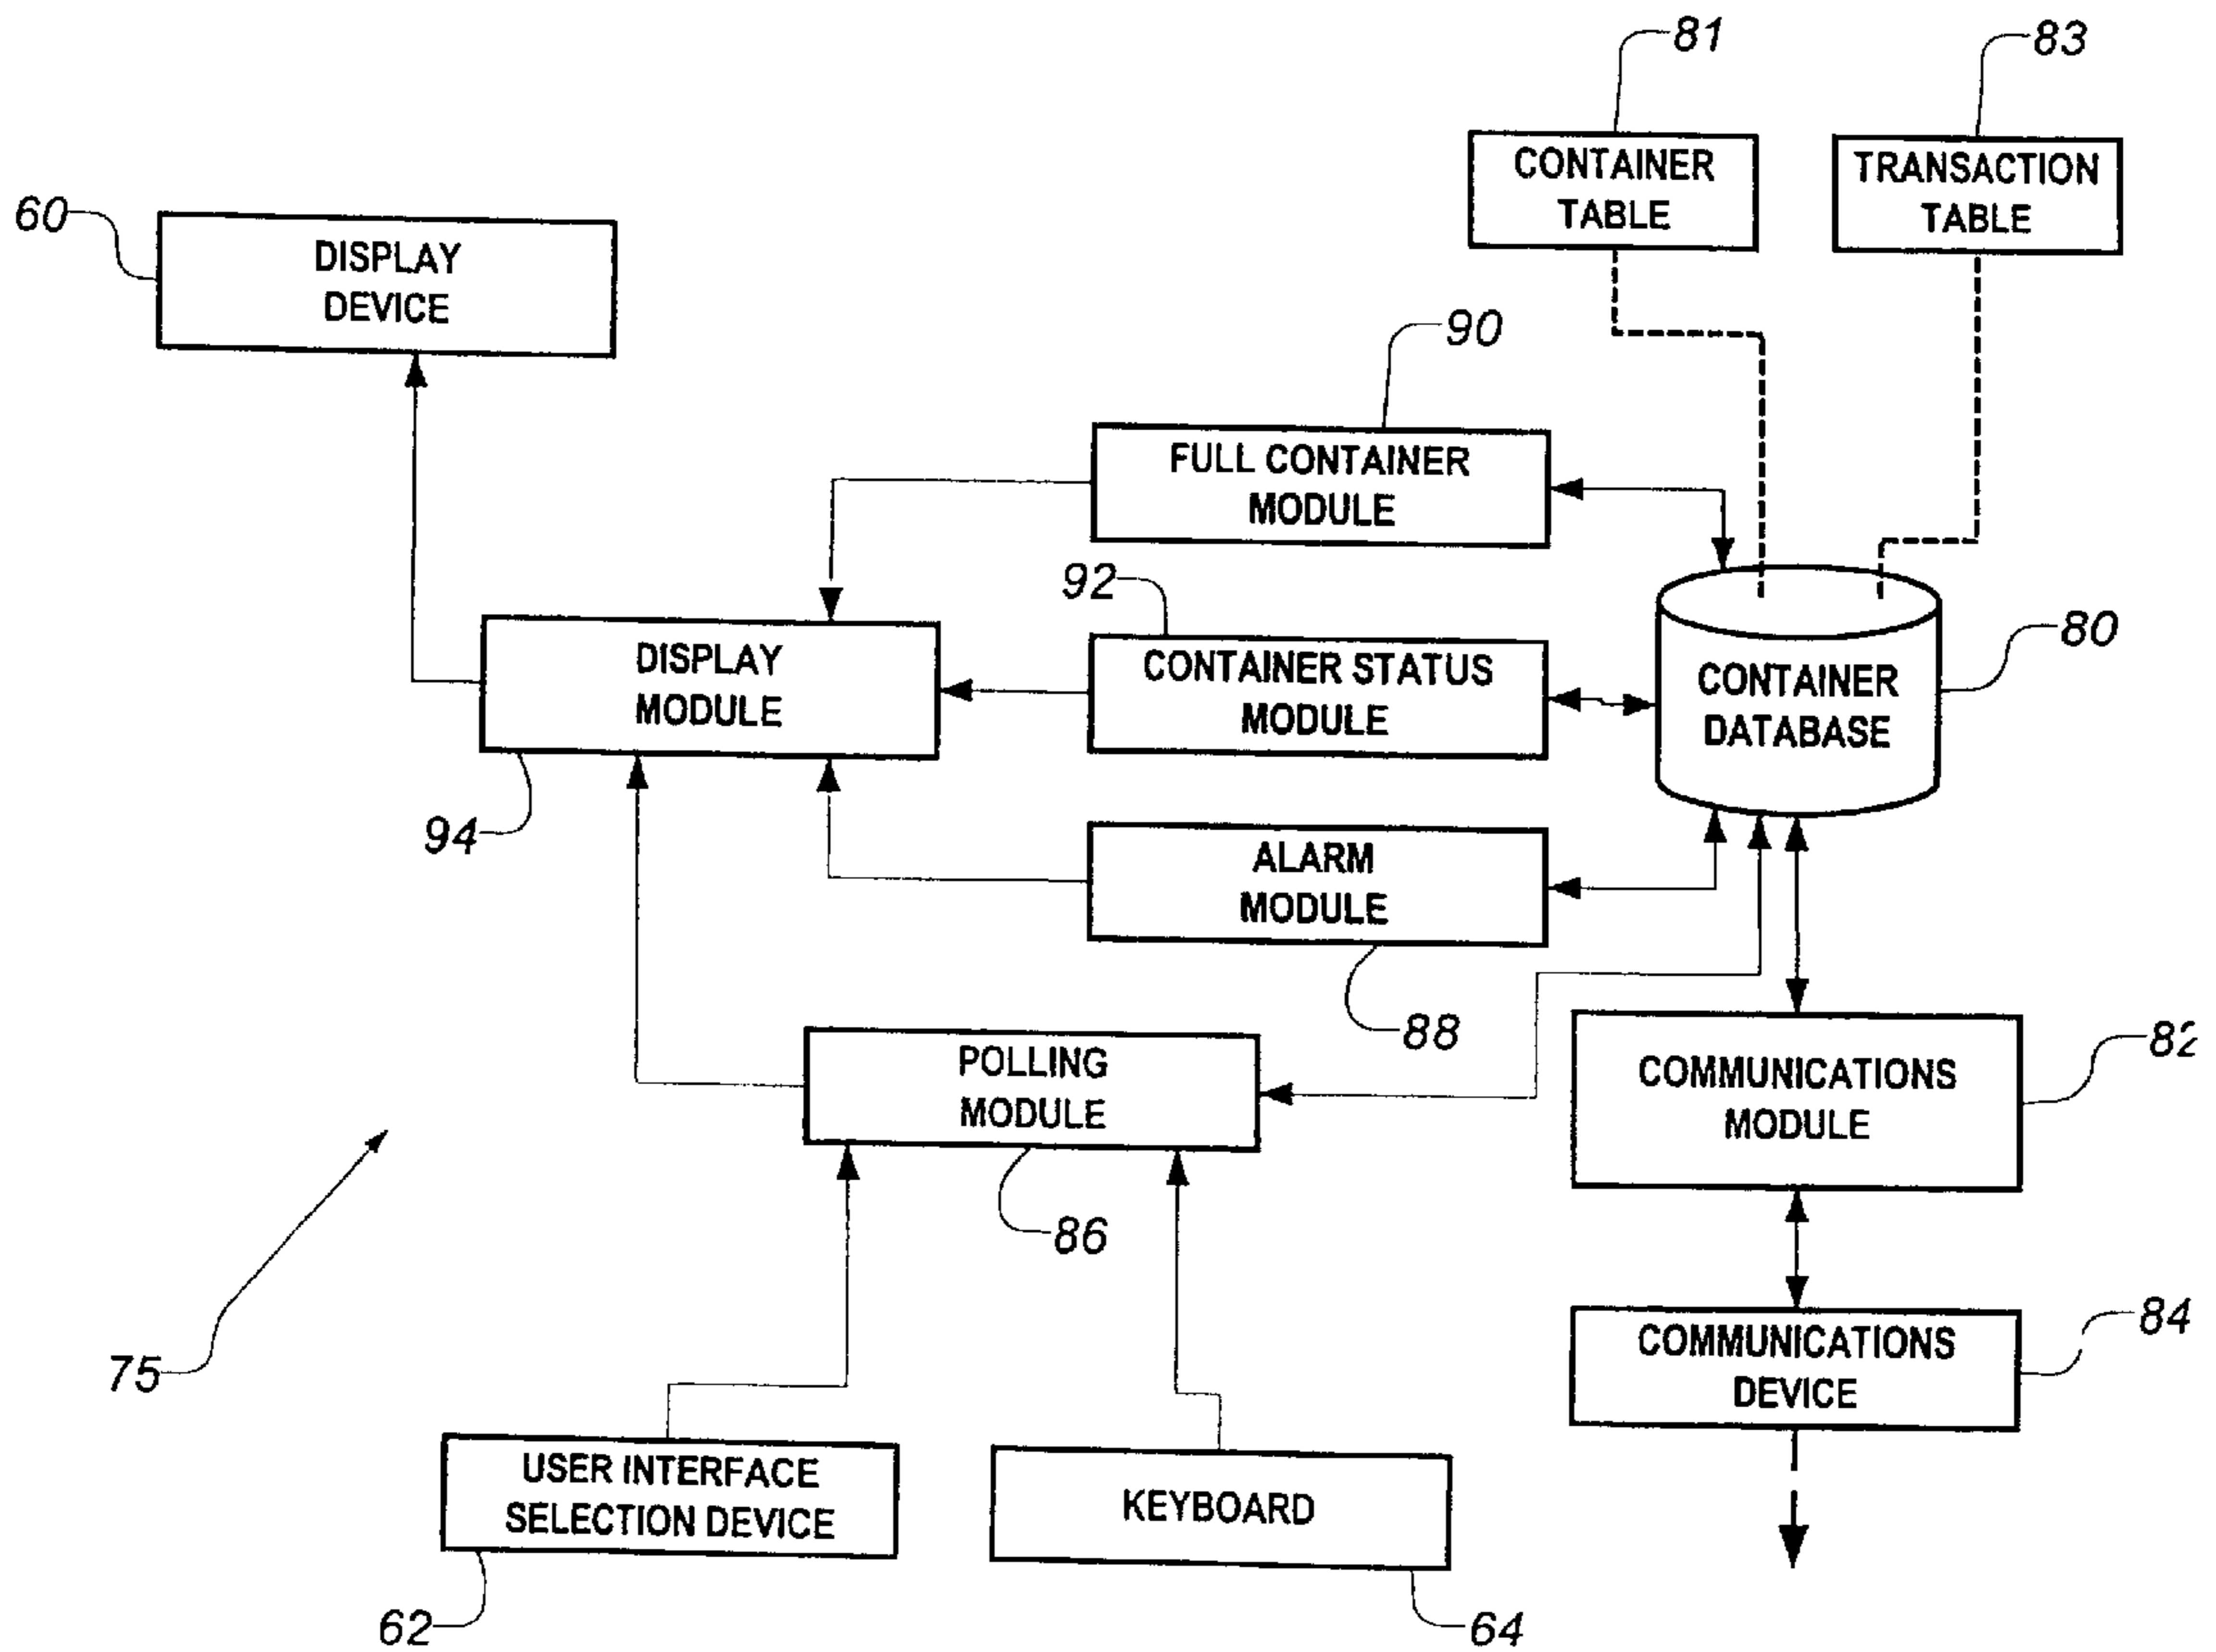 81
83
CONTAINER
TABLE
TRANSACTION
TABLE
60
DISPLAY
DEVICE
90
FULL CONTAINER
MODULE
92
DISPLAY
MODULE
CONTAINER STATUS
MODULE
80
CONTAINER
DATABASE
94
ALARM
MODULE
88
82
POLLING
MODULE
COMMUNICATIONS
MODULE
86
84
75
COMMUNICATIONS
DEVICE
USER INTERFACE
SELECTION DEVICE
KEYBOARD
62
64